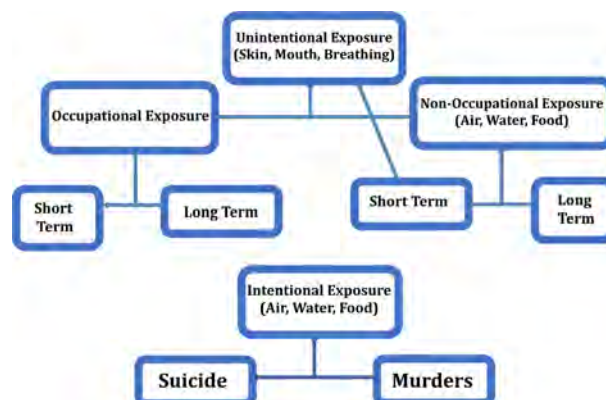 Unintentional Exposure
(Skin, Mouth, Breathing)
Occupational Exposure
Non-Occupational Exposure
(Air, Water, Food)
Short
Term
Long Term
Short Term
Long
Term
Intentional Exposure
(Air, Water, Food)
Suicide
Murders